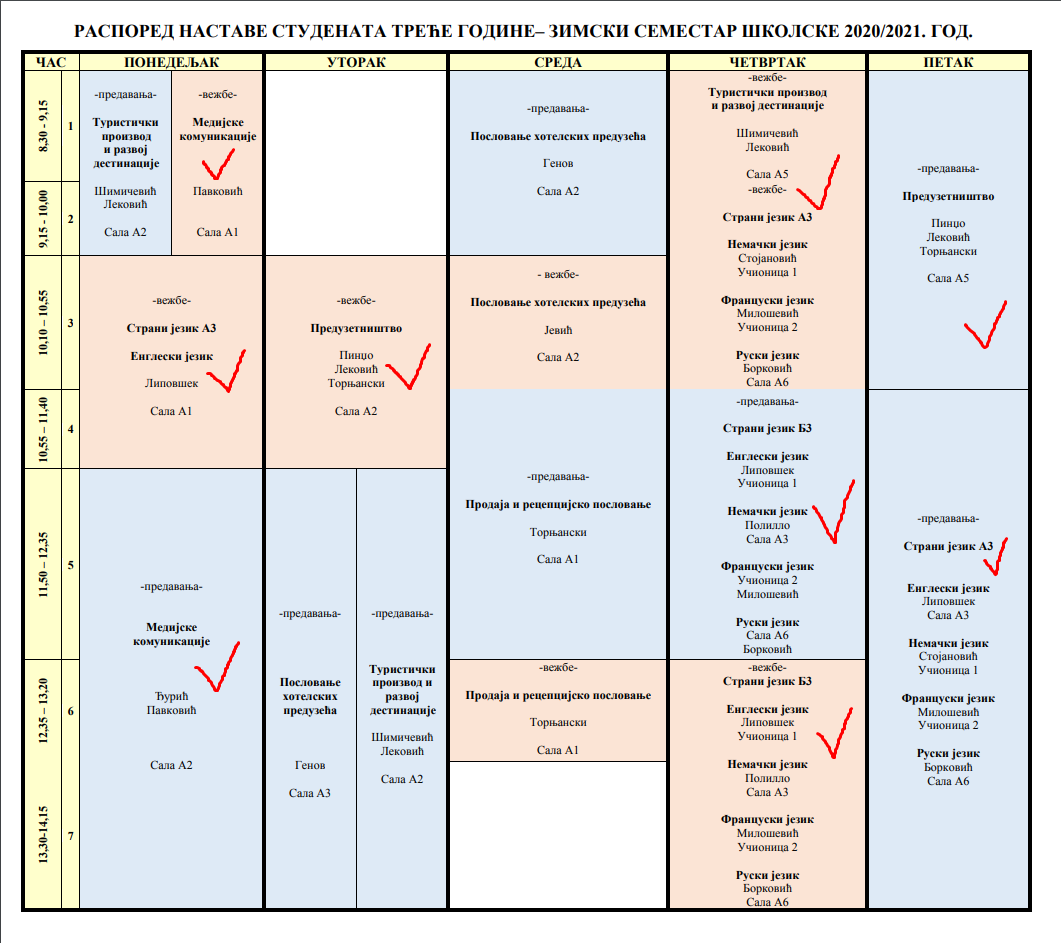 РАСПОРЕД НАСТАВЕ СТУДЕНАТА ТРЕЋЕ ГОДИНЕ– ЗИМСКИ СЕМЕСТАР ШКОЛСКЕ 2020/2021. ГОД.
ЧАС
ПОНЕДЕЉАК
УТОРАК
СРЕДА
ЧЕТВРТАК
ПЕТАК
8,30 - 9,15
1
9,15 - 10,00
2
10,10 – 10,55
3
10,55 – 11,40
4
11,50 – 12,35
5
12,35 – 13,20
6
13,30-14,15
7
-предавања-
Туристички
производ
и развој
дестинације
Шимичевић
Лековић
Сала А2
-вежбе-
Медијске
комуникације
Павковић
Сала А1
-вежбе-
Страни језик А3
Енглески језик
Липовшек
Сала А1
-предавања-
Медијске
комуникације
Ђурић
Павковић
Сала А2
-вежбе-
Предузетништво
Пинџо
Лековић
Торњански
Сала А2
-предавања-
Пословање
хотелских
предузећа
Генов
Сала А3
-предавања-
Туристички
производ и
развој
дестинације
Шимичевић
Лековић
Сала А2
-предавања-
Пословање хотелских предузећа
Генов
Сала А2
- вежбе-
Пословање хотелских предузећа
Јевић
Сала А2
-предавања-
Продаја и рецепцијско пословање
Торњански
Сала А1
-вежбе-
Продаја и рецепцијско пословање
Торњански
Сала А1
-вежбе-
Туристички производ
и развој дестинације
Шимичевић
Лековић
Сала А5
-вежбе-
Страни језик А3
Немачки језик
Стојановић
Учионица 1
Француски језик
Милошевић
Учионица 2
Руски језик
Борковић
Сала А6
-предавања-
Страни језик Б3
Енглески језик
Липовшек
Учионица 1
Немачки језик
Полилло
Сала А3
Француски језик
Учионица 2
Милошевић
Руски језик
Сала А6
Борковић
-вежбе-
Страни језик Б3
Енглески језик
Липовшек
Учионица 1
Немачки језик
Полилло
Сала А3
Француски језик
Милошевић
Учионица 2
Руски језик
Борковић
Сала А6
-предавања-
Предузетништво
Пинџо
Лековић
Торњански
Сала А5
-предавања-
Страни језик А3
Енглески језик
Липовшек
Сала А3
Немачки језик
Стојановић
Учионица 1
Француски језик
Милошевић
Учионица 2
Руски језик
Борковић
Сала А6